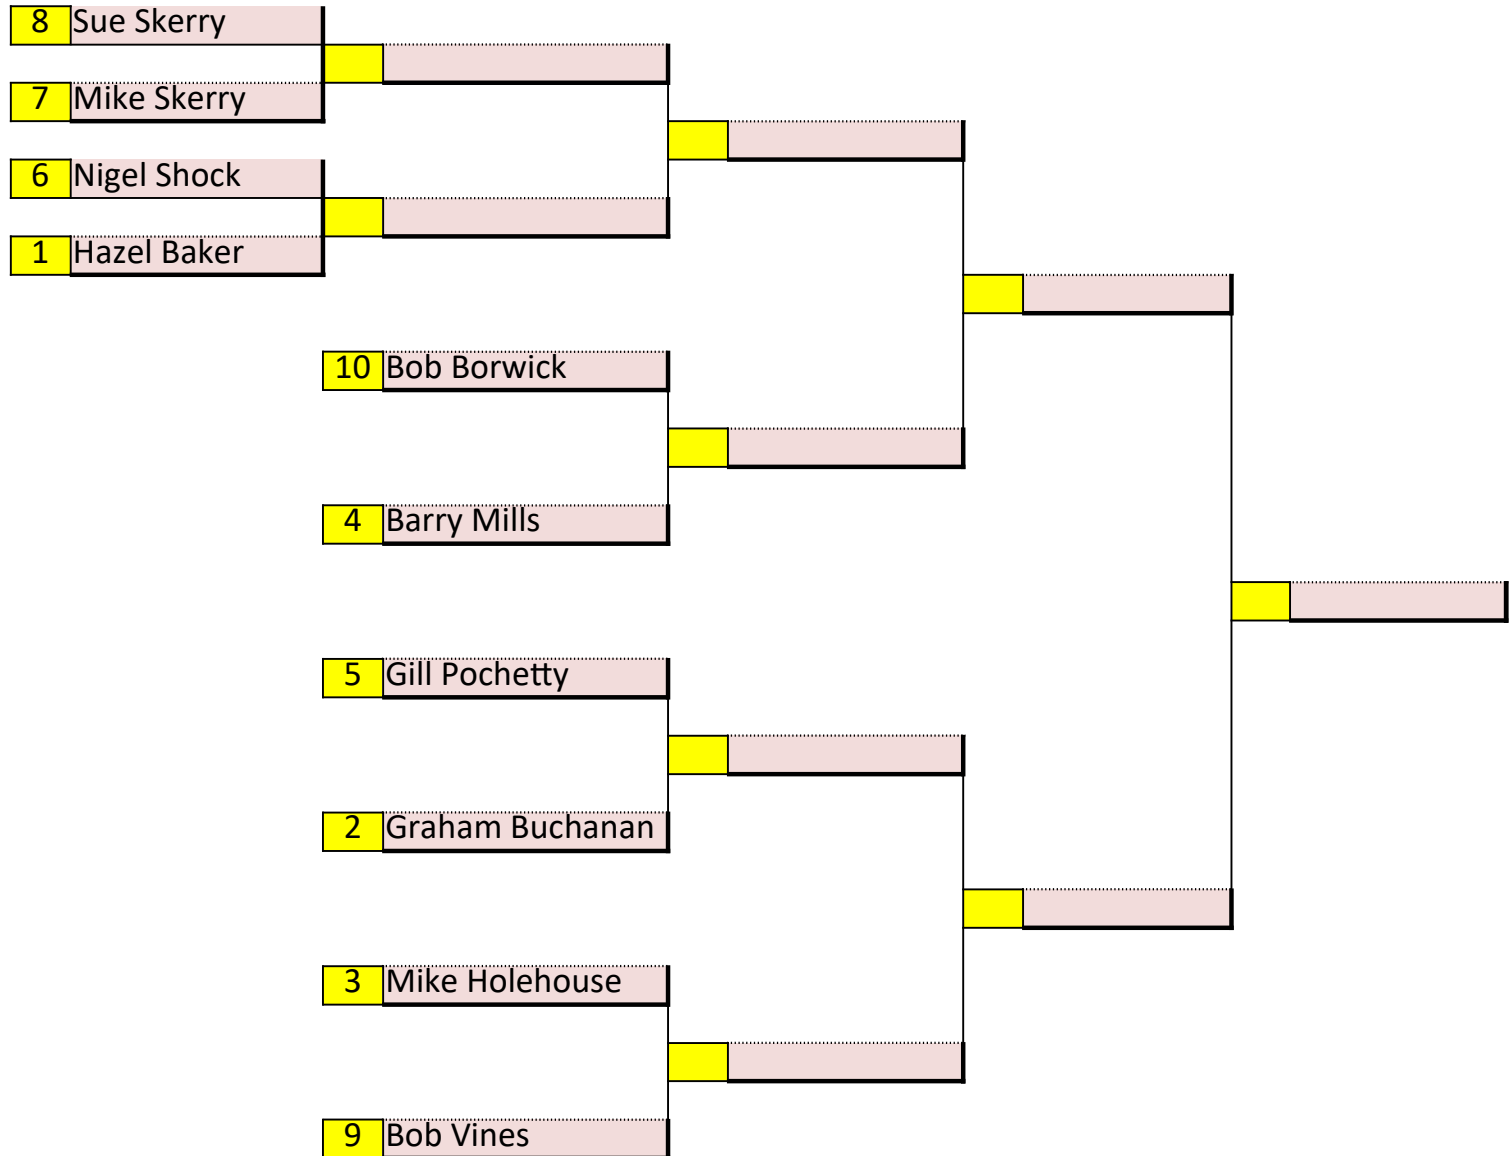 8 Sue Skerry
7 Mike Skerry
6 Nigel Shock
1 Hazel Baker
10 Bob Borwick
4 Barry Mills
5 Gill Pochetty
2 Graham Buchanan
3 Mike Holehouse
9 Bob Vines